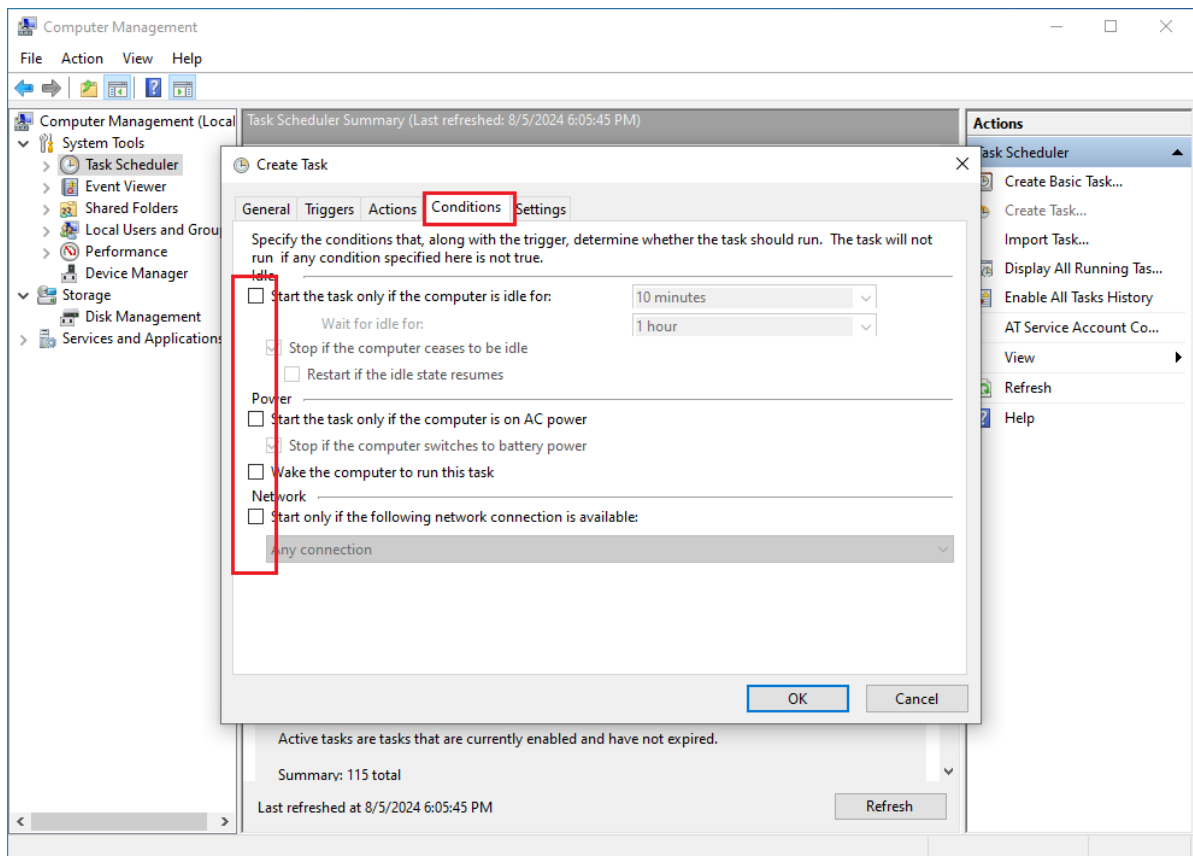 Computer Management
File Action View Help
Computer Management (Local
System Tools
Task Scheduler
Event Viewer
Shared Folders
Local Users and Grou
Performance
Device Manager
Storage
Disk Management
Services and Applications
Task Scheduler Summary (Last refreshed: 8/5/2024 6:05:45 PM)
Create Task
General Triggers Actions Conditions Settings
Specify the conditions that, along with the trigger, determine whether the task should run. The task will not
run if any condition specified here is not true.
Idle
Start the task only if the computer is idle for: 10 minutes
Wait for idle for: 1 hour
Stop if the computer ceases to be idle
Restart if the idle state resumes
Power
Start the task only if the computer is on AC power
Stop if the computer switches to battery power
Wake the computer to run this task
Network
Start only if the following network connection is available:
Any connection
OK Cancel
Active tasks are tasks that are currently enabled and have not expired.
Summary: 115 total
Last refreshed at 8/5/2024 6:05:45 PM Refresh
Actions
Task Scheduler
Create Basic Task...
Create Task...
Import Task...
Display All Running Tas...
Enable All Tasks History
AT Service Account Co...
View
Refresh
Help